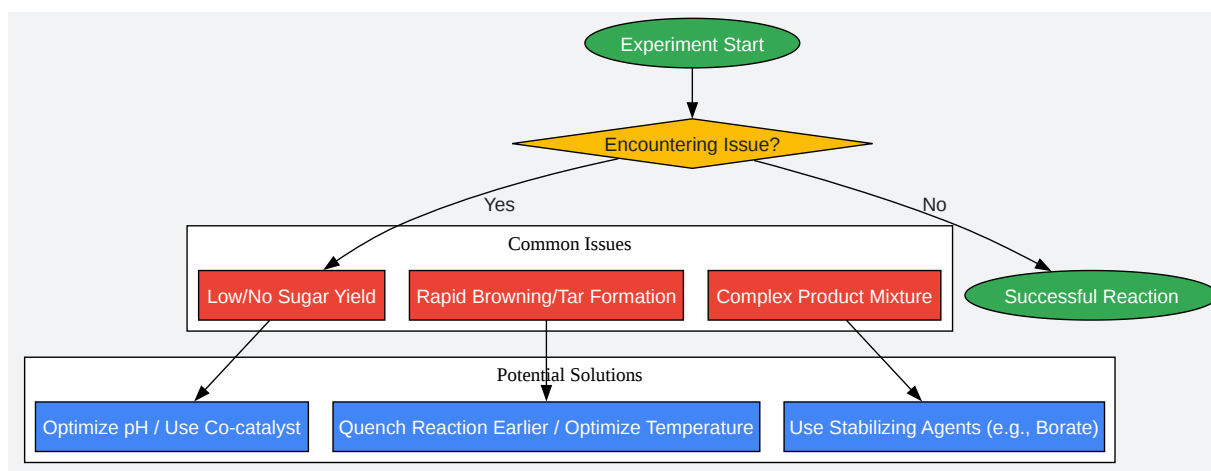 Experiment Start
Encountering Issue?
Yes
No
Common Issues
Low/No Sugar Yield
Rapid Browning/Tar Formation
Complex Product Mixture
Successful Reaction
Potential Solutions
Optimize pH / Use Co-catalyst
Quench Reaction Earlier / Optimize Temperature
Use Stabilizing Agents (e.g., Borate)